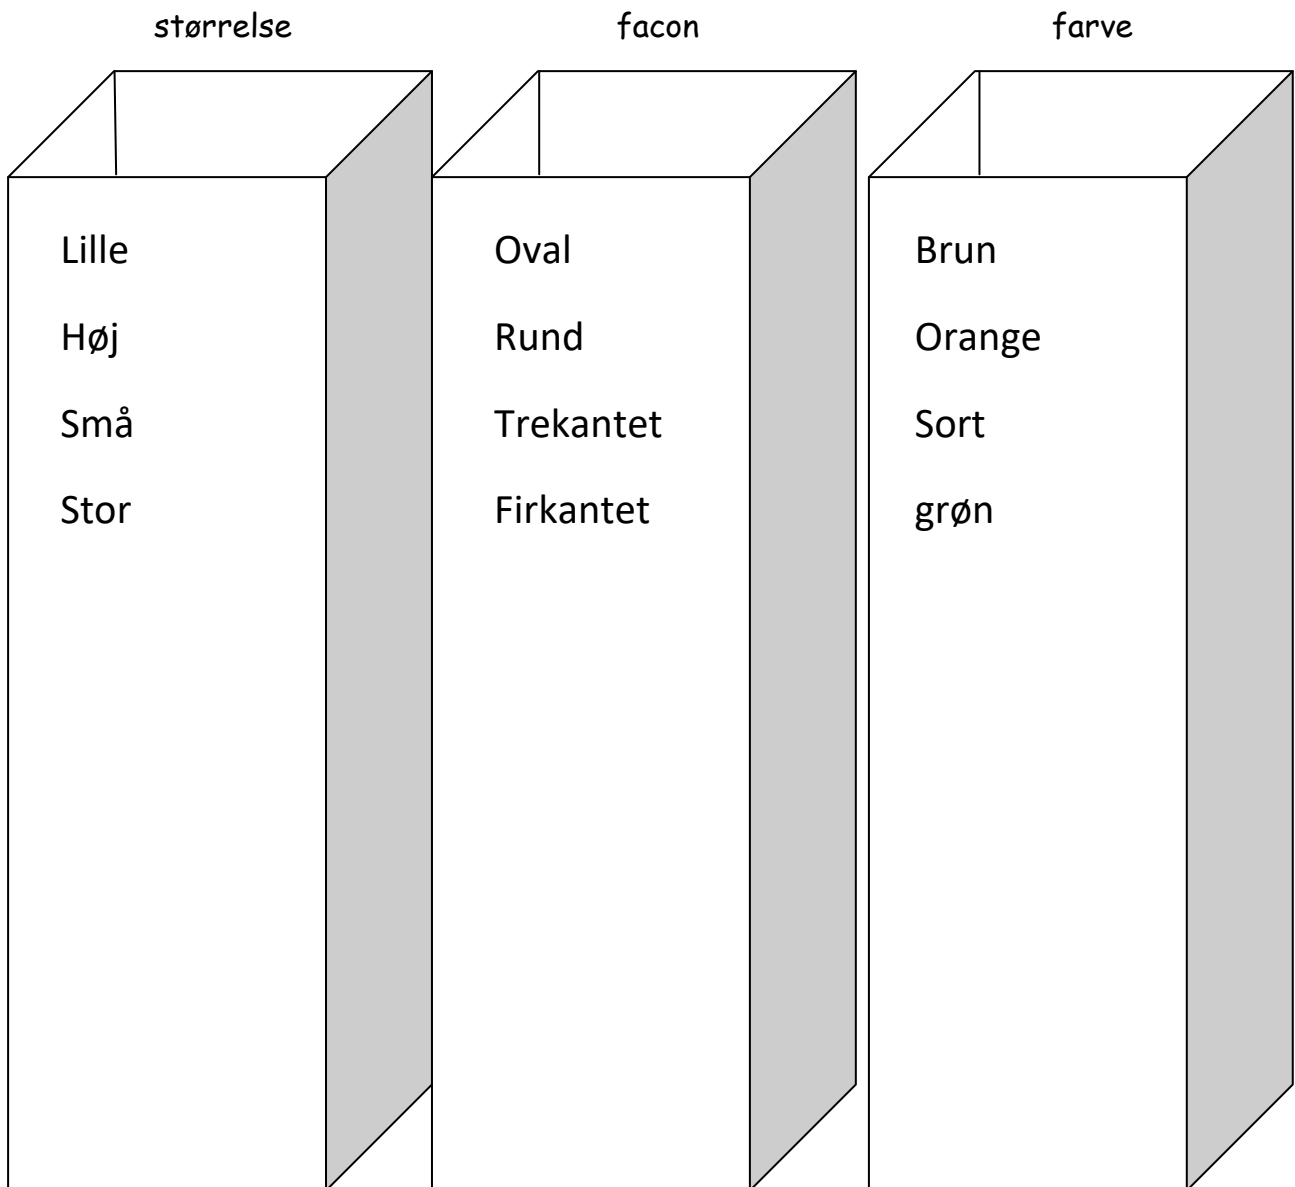 størrelse
facon
farve
Lille
Høj
Små
Stor
Oval
Rund
Trekantet
Firkantet
Brun
Orange
Sort
grøn